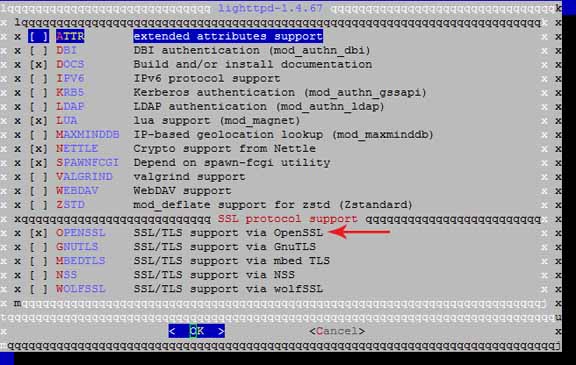 lighttpd-1.4.67
[ ] ATTR extended attributes support
[ ] DBI DBI authentication (mod_authn_dbi)
[x] DOCS Build and/or install documentation
[ ] IPV6 IPv6 protocol support
[ ] KRB5 Kerberos authentication (mod_authn_gssapi)
[ ] LDAP LDAP authentication (mod_authn_ldap)
[x] LUA lua support (mod_magnet)
[ ] MAXMINDDB IP-based geolocation lookup (mod_maxminddb)
[x] NETTLE Crypto support from Nettle
[x] SPAWNFCGI Depend on spawn-fcgi utility
[ ] VALGRIND valgrind support
[ ] WEBDAV WebDAV support
[ ] ZSTD mod_deflate support for zstd (Zstandard)
SSL protocol support
[x] OPENSSL SSL/TLS support via OpenSSL
[ ] GNUTLS SSL/TLS support via GnuTLS
[ ] MBEDTLS SSL/TLS support via mbed TLS
[ ] NSS SSL/TLS support via NSS
[ ] WOLFSSL SSL/TLS support via wolfSSL
< OK > <Cancel>